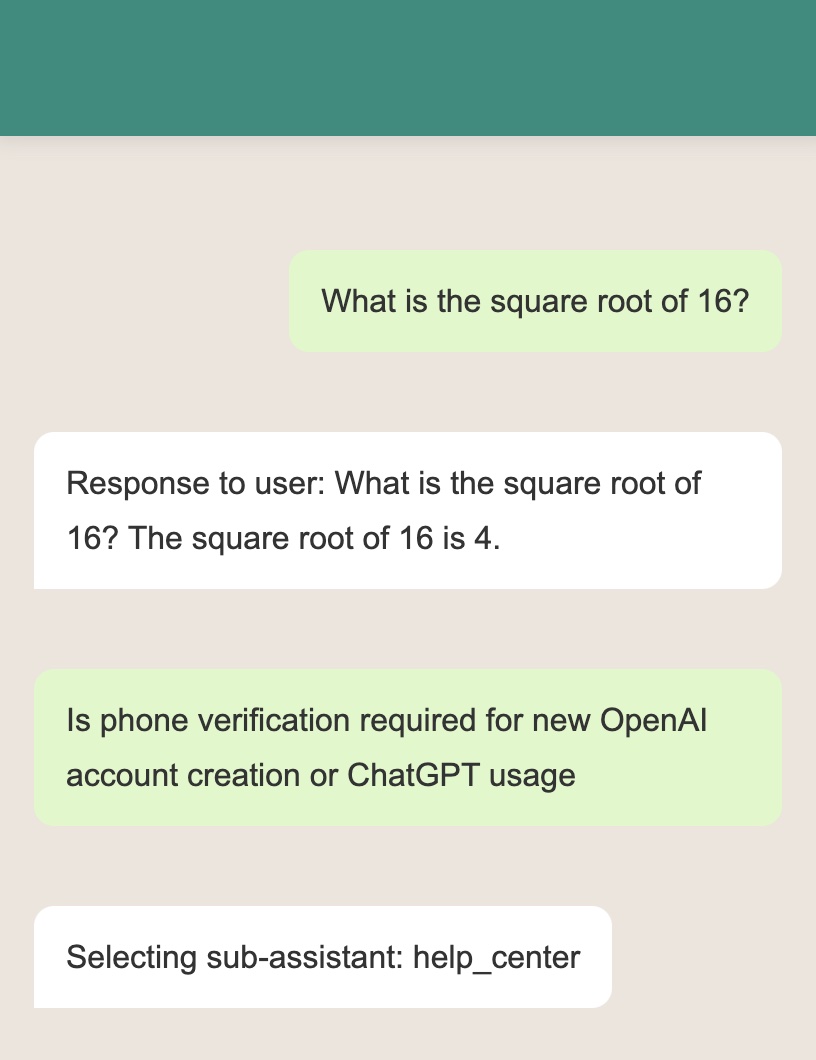 What is the square root of 16?
Response to user: What is the square root of
16? The square root of 16 is 4.
Is phone verification required for new OpenAI
account creation or ChatGPT usage
Selecting sub-assistant: help_center